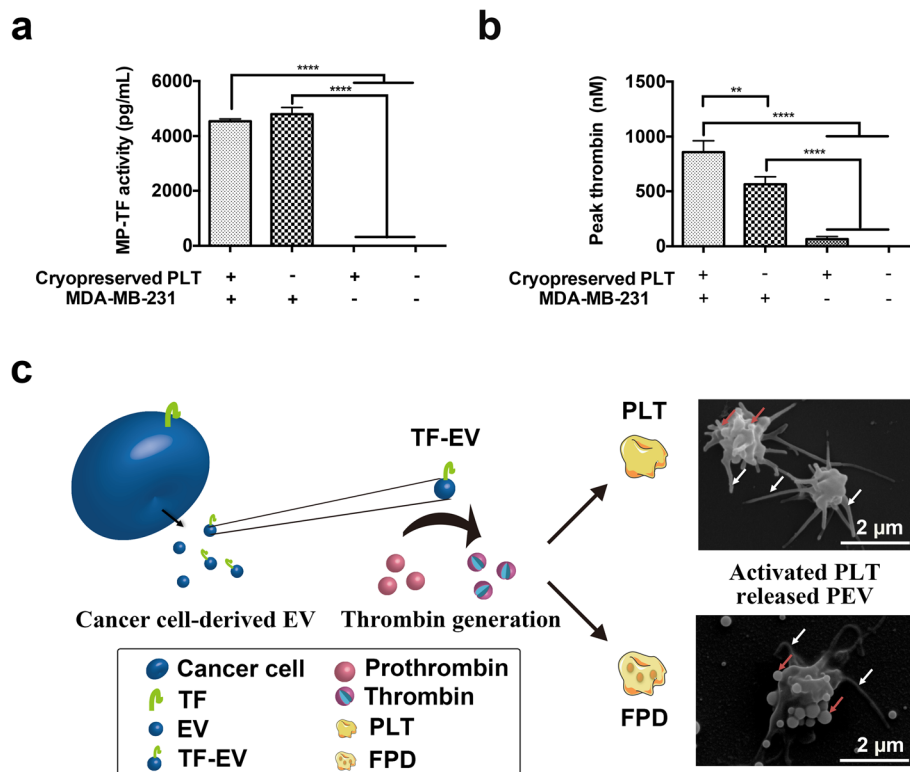 a
MP-TF activity (pg/mL)
6000
4000
2000
0
****
****
Cryopreserved PLT + - + -
MDA-MB-231 + + - -
b
Peak thrombin (nM)
1500
1000
500
0
**
****
****
Cryopreserved PLT + - + -
MDA-MB-231 + + - -
c
TF-EV
PLT
2 µm
Cancer cell-derived EV
Thrombin generation
Activated PLT
released PEV
FPD
2 µm
Cancer cell
TF
EV
TF-EV
Prothrombin
Thrombin
PLT
FPD